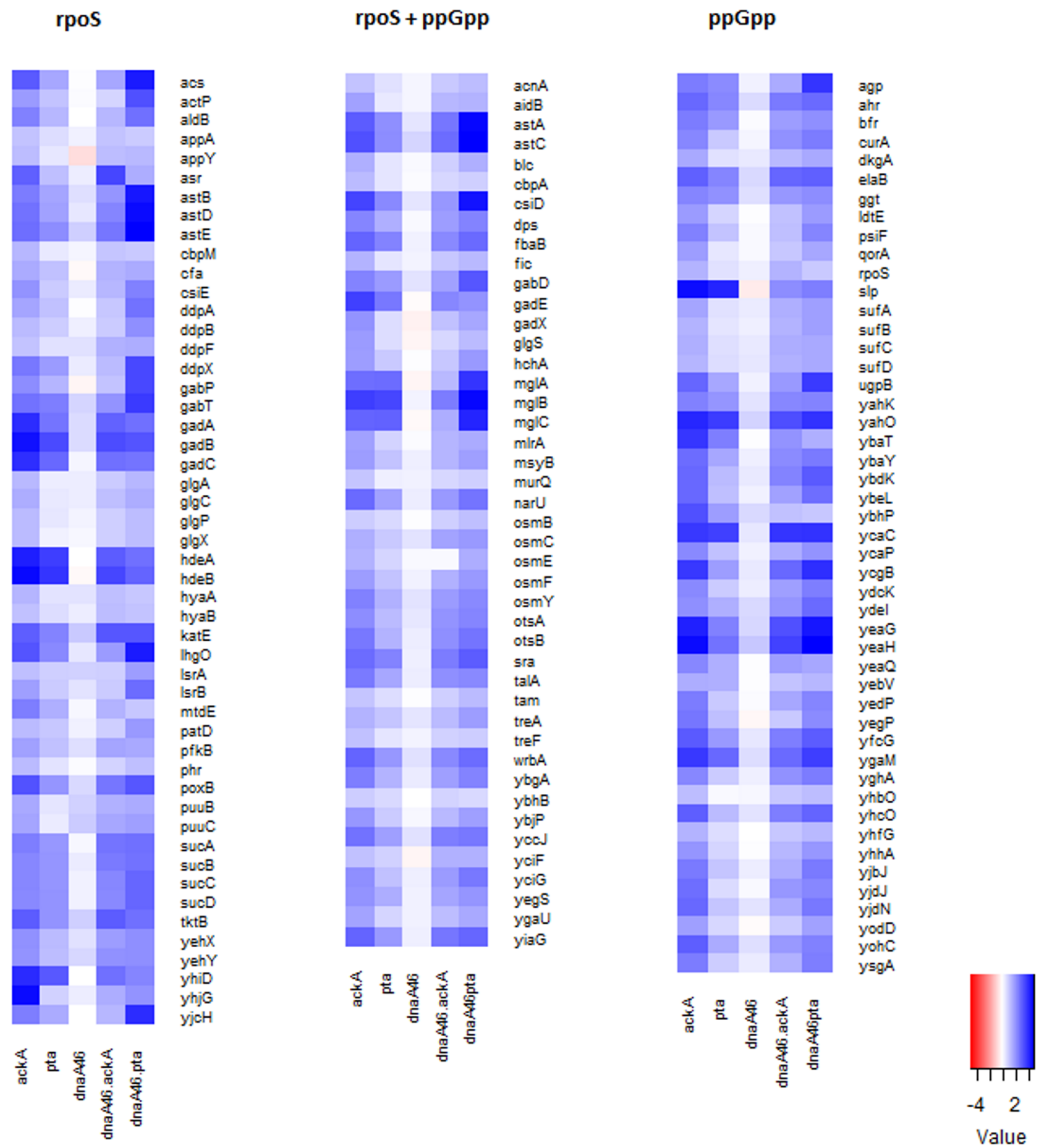 rpoS
rpoS + ppGpp
ppGpp
acs
actP
aldB
appA
appY
asr
astB
astD
astE
cbpM
cfa
csiE
ddpA
ddpB
ddpF
ddpX
gabP
gabT
gadA
gadB
gadC
glgA
glgC
glgP
glgX
hdeA
hdeB
hyaA
hyaB
katE
lhgO
lsrA
lsrB
mtdE
patD
pfkB
phr
poxB
puuB
puuC
sucA
sucB
sucC
sucD
tktB
yehX
yehY
yhiD
yhjG
yjcH
ackA
pta
dnaA46
dnaA46.ackA
dnaA46.pta
acnA
aidB
astA
astC
blc
cbpA
csiD
dps
fbaB
fic
gabD
gadE
gadX
glgS
hchA
mglA
mglB
mglC
mlrA
msyB
murQ
narU
osmB
osmC
osmE
osmF
osmY
otsA
otsB
sra
talA
tam
treA
treF
wrbA
ybgA
ybhB
ybjP
yccJ
yciF
yciG
yegS
ygaU
yiaG
ackA
pta
dnaA46
dnaA46.ackA
dnaA46pta
agp
ahr
bfr
curA
dkgA
elaB
ggt
ldtE
psiF
qorA
rpoS
slp
sufA
sufB
sufC
sufD
ugpB
yahK
yahO
ybaT
ybaY
ybdK
ybeL
ybhP
ycaC
ycaP
ycgB
ydcK
ydeI
yeaG
yeaH
yeaQ
yebV
yedP
yegP
yfcG
ygaM
yghA
yhbO
yhcO
yhfG
yhhA
yjbJ
yjdJ
yjdN
yodD
yohC
ysgA
ackA
pta
dnaA46
dnaA46.ackA
dnaA46pta
-4 2
Value